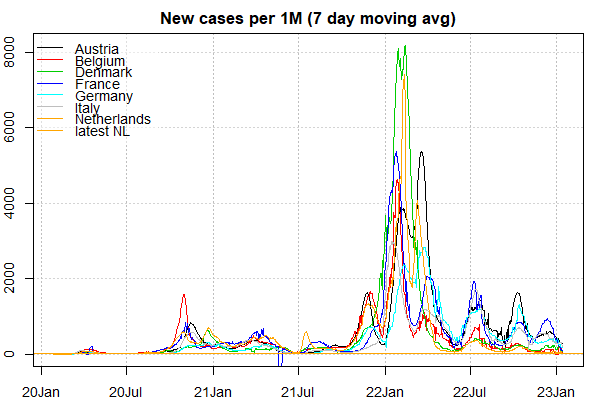 New cases per 1M (7 day moving avg)
Austria
Belgium
Denmark
France
Germany
Italy
Netherlands
latest NL
8000
6000
4000
2000
0
20Jan 20Jul 21Jan 21Jul 22Jan 22Jul 23Jan